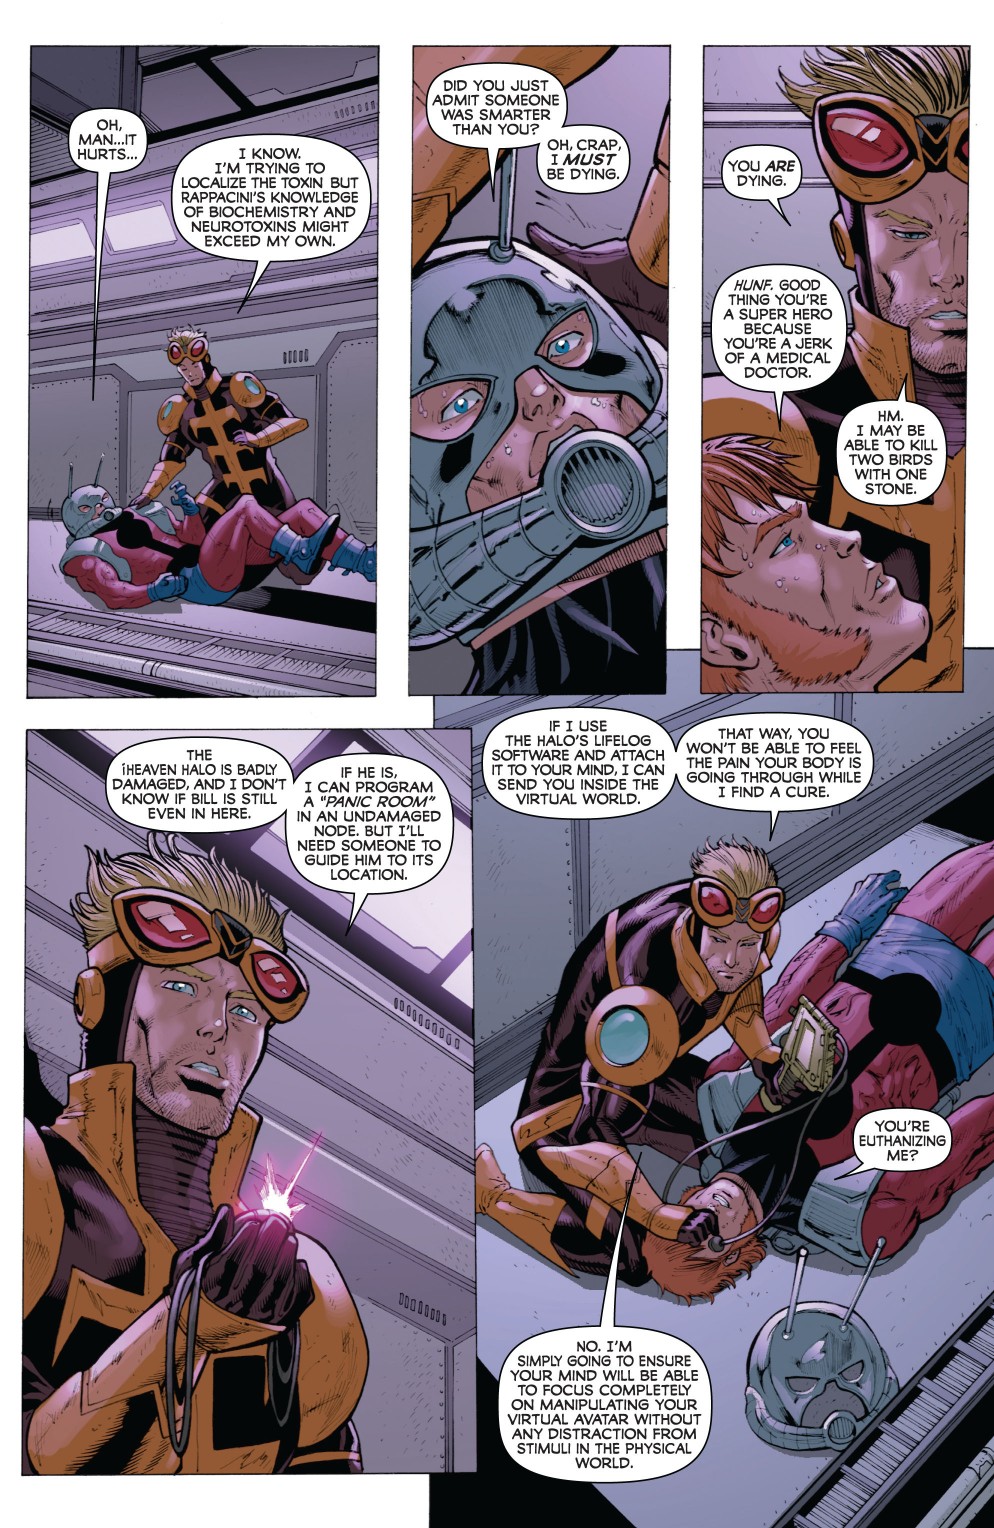 OH,
MAN...IT
HURTS...
I KNOW.
I'M TRYING TO
LOCALIZE THE TOXIN BUT
RAPPACINI'S KNOWLEDGE
OF BIOCHEMISTRY AND
NEUROTOXINS MIGHT
EXCEED MY OWN.
DID YOU JUST
ADMIT SOMEONE
WAS SMARTER
THAN YOU?
OH, CRAP,
I MUST
BE DYING.
YOU ARE
DYING.
HUNF. GOOD
THING YOU'RE
A SUPER HERO
BECAUSE
YOU'RE A JERK
OF A MEDICAL
DOCTOR.
HM.
I MAY BE
ABLE TO KILL
TWO BIRDS
WITH ONE
STONE.
THE
iHEAVEN HALO IS BADLY
DAMAGED, AND I DON'T
KNOW IF BILL IS STILL
EVEN IN HERE.
IF HE IS,
I CAN PROGRAM
A "PANIC ROOM"
IN AN UNDAMAGED
NODE. BUT I'LL
NEED SOMEONE TO
GUIDE HIM TO ITS
LOCATION.
IF I USE
THE HALO'S LIFELOG
SOFTWARE AND ATTACH
IT TO YOUR MIND, I CAN
SEND YOU INSIDE THE
VIRTUAL WORLD.
THAT WAY, YOU
WON'T BE ABLE TO FEEL
THE PAIN YOUR BODY IS
GOING THROUGH WHILE
I FIND A CURE.
YOU'RE
EUTHANIZING
ME?
NO. I'M
SIMPLY GOING TO ENSURE
YOUR MIND WILL BE ABLE
TO FOCUS COMPLETELY
ON MANIPULATING YOUR
VIRTUAL AVATAR WITHOUT
ANY DISTRACTION FROM
STIMULI IN THE PHYSICAL
WORLD.